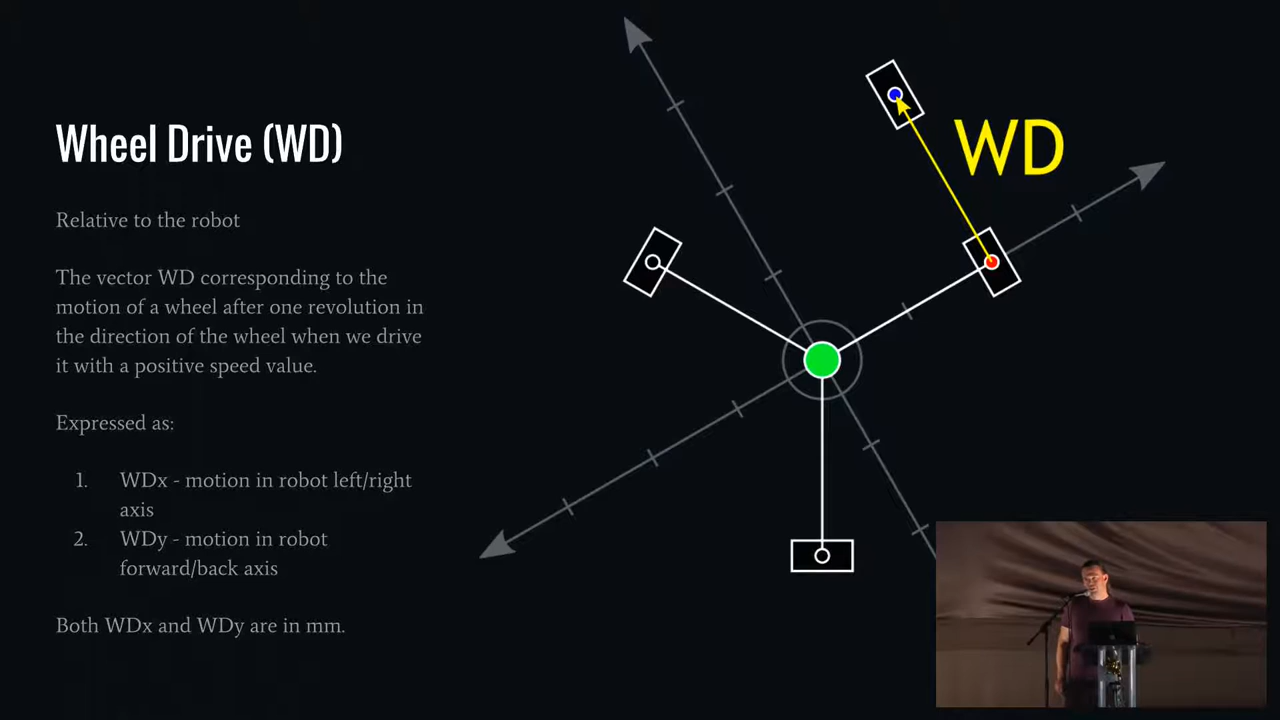 Wheel Drive (WD)
Relative to the robot
The vector WD corresponding to the
motion of a wheel after one revolution in
the direction of the wheel when we drive
it with a positive speed value.
Expressed as:
1. WDx - motion in robot left/right
axis
2. WDy - motion in robot
forward/back axis
Both WDx and WDy are in mm.
WD